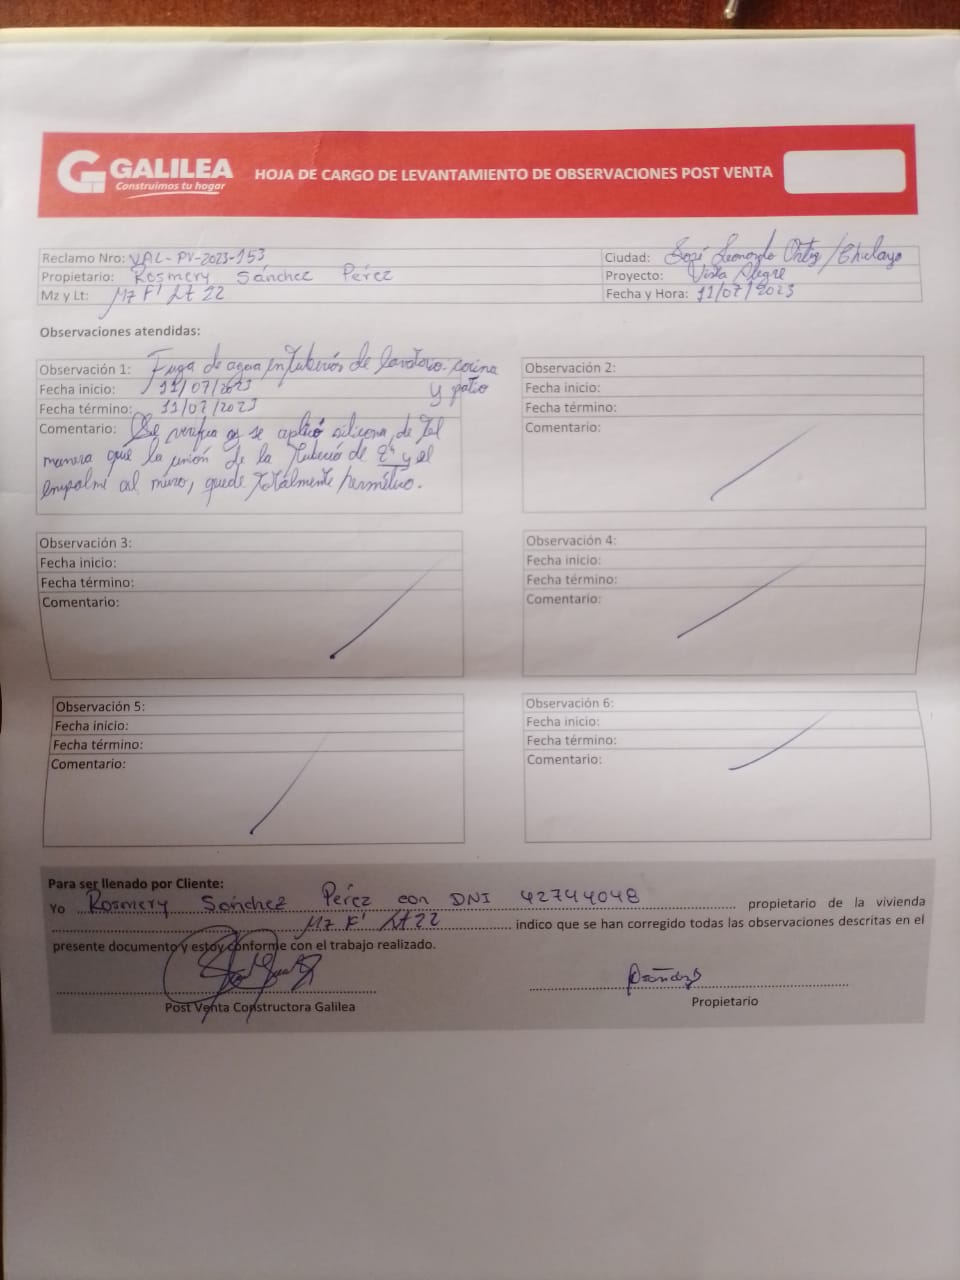 GALILEA
Construimos tu hogar
HOJA DE CARGO DE LEVANTAMIENTO DE OBSERVACIONES POST VENTA
Reclamo Nro: VAL-PV-2023-153
Ciudad: José Leonardo Ortiz/Chiclayo
Propietario: Rosmery Sánchez Pérez
Proyecto: Vista Alegre
Mz y Lt: Mz F' Lt 22
Fecha y Hora: 11/07/2023
Observaciones atendidas:
Observación 1: Fuga de agua en tubería de lavatorio cocina
Fecha inicio: 11/07/2023 y patio
Fecha término: 11/07/2023
Comentario: Se verifica q se aplicó silicona, de tal
manera que la unión de la tubería de 2" y el
empalme al muro, quede totalmente hermético.
Observación 2:
Fecha inicio:
Fecha término:
Comentario:
Observación 3:
Fecha inicio:
Fecha término:
Comentario:
Observación 4:
Fecha inicio:
Fecha término:
Comentario:
Observación 5:
Fecha inicio:
Fecha término:
Comentario:
Observación 6:
Fecha inicio:
Fecha término:
Comentario:
Para ser llenado por Cliente:
Yo Rosmery Sánchez Pérez con DNI 42744048 propietario de la vivienda
Mz F' Lt 22 indico que se han corregido todas las observaciones descritas en el
presente documento y estoy conforme con el trabajo realizado.
Post Venta Constructora Galilea
Propietario